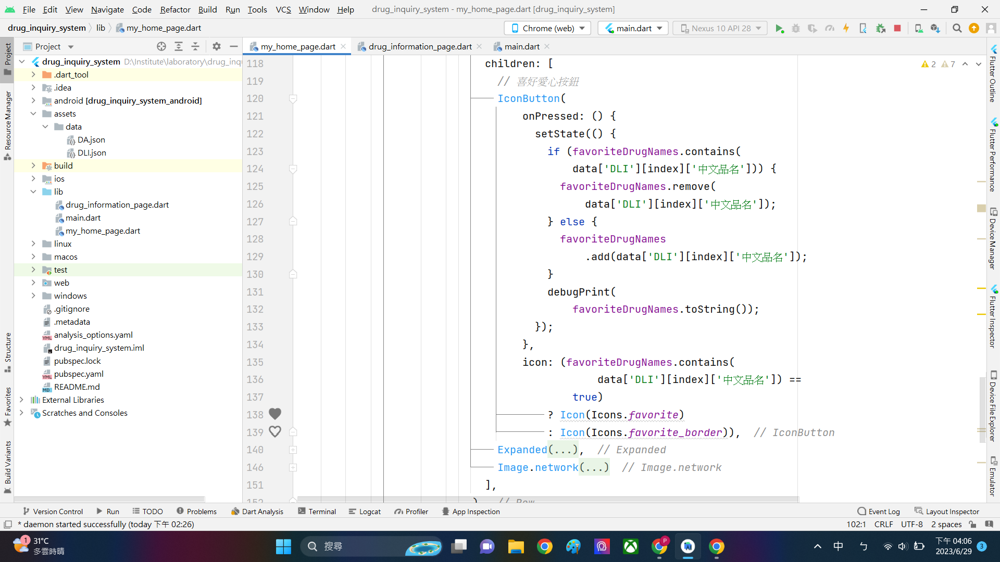 File Edit View Navigate Code Refactor Build Run Tools VCS Window Help drug_inquiry_system - my_home_page.dart [drug_inquiry_system]
drug_inquiry_system lib my_home_page.dart Chrome (web) main.dart Nexus 10 API 28
Project my_home_page.dart drug_information_page.dart main.dart
drug_inquiry_system D:\Institute\laboratory\drug_inqu
.dart_tool
.idea
android [drug_inquiry_system_android]
assets
data
DA.json
DLI.json
build
ios
lib
drug_information_page.dart
main.dart
my_home_page.dart
linux
macos
test
web
windows
.gitignore
.metadata
analysis_options.yaml
drug_inquiry_system.iml
pubspec.lock
pubspec.yaml
README.md
External Libraries
Scratches and Consoles
Project
Resource Manager
Structure
Favorites
Build Variants
118 children: [
119 // 喜好愛心按鈕
120 IconButton(
121 onPressed: () {
122 setState(() {
123 if (favoriteDrugNames.contains(
124 data['DLI'][index]['中文品名'])) {
125 favoriteDrugNames.remove(
126 data['DLI'][index]['中文品名']);
127 } else {
128 favoriteDrugNames
129 .add(data['DLI'][index]['中文品名']);
130 }
131 debugPrint(
132 favoriteDrugNames.toString());
133 });
134 },
135 icon: (favoriteDrugNames.contains(
136 data['DLI'][index]['中文品名']) ==
137 true)
138 ? Icon(Icons.favorite)
139 : Icon(Icons.favorite_border)), // IconButton
140 Expanded(...), // Expanded
146 Image.network(...) // Image.network
151 ],
152 ) // Row
2 7
Flutter Outline
Flutter Performance
Device Manager
Flutter Inspector
Device File Explorer
Emulator
Version Control Run TODO Problems Dart Analysis Terminal Logcat Profiler App Inspection Event Log Layout Inspector
* daemon started successfully (today 下午 02:26) 102:1 CRLF UTF-8 2 spaces
1 31°C
多雲時晴
搜尋
P
中 ㄅ
下午 04:06
2023/6/29
3